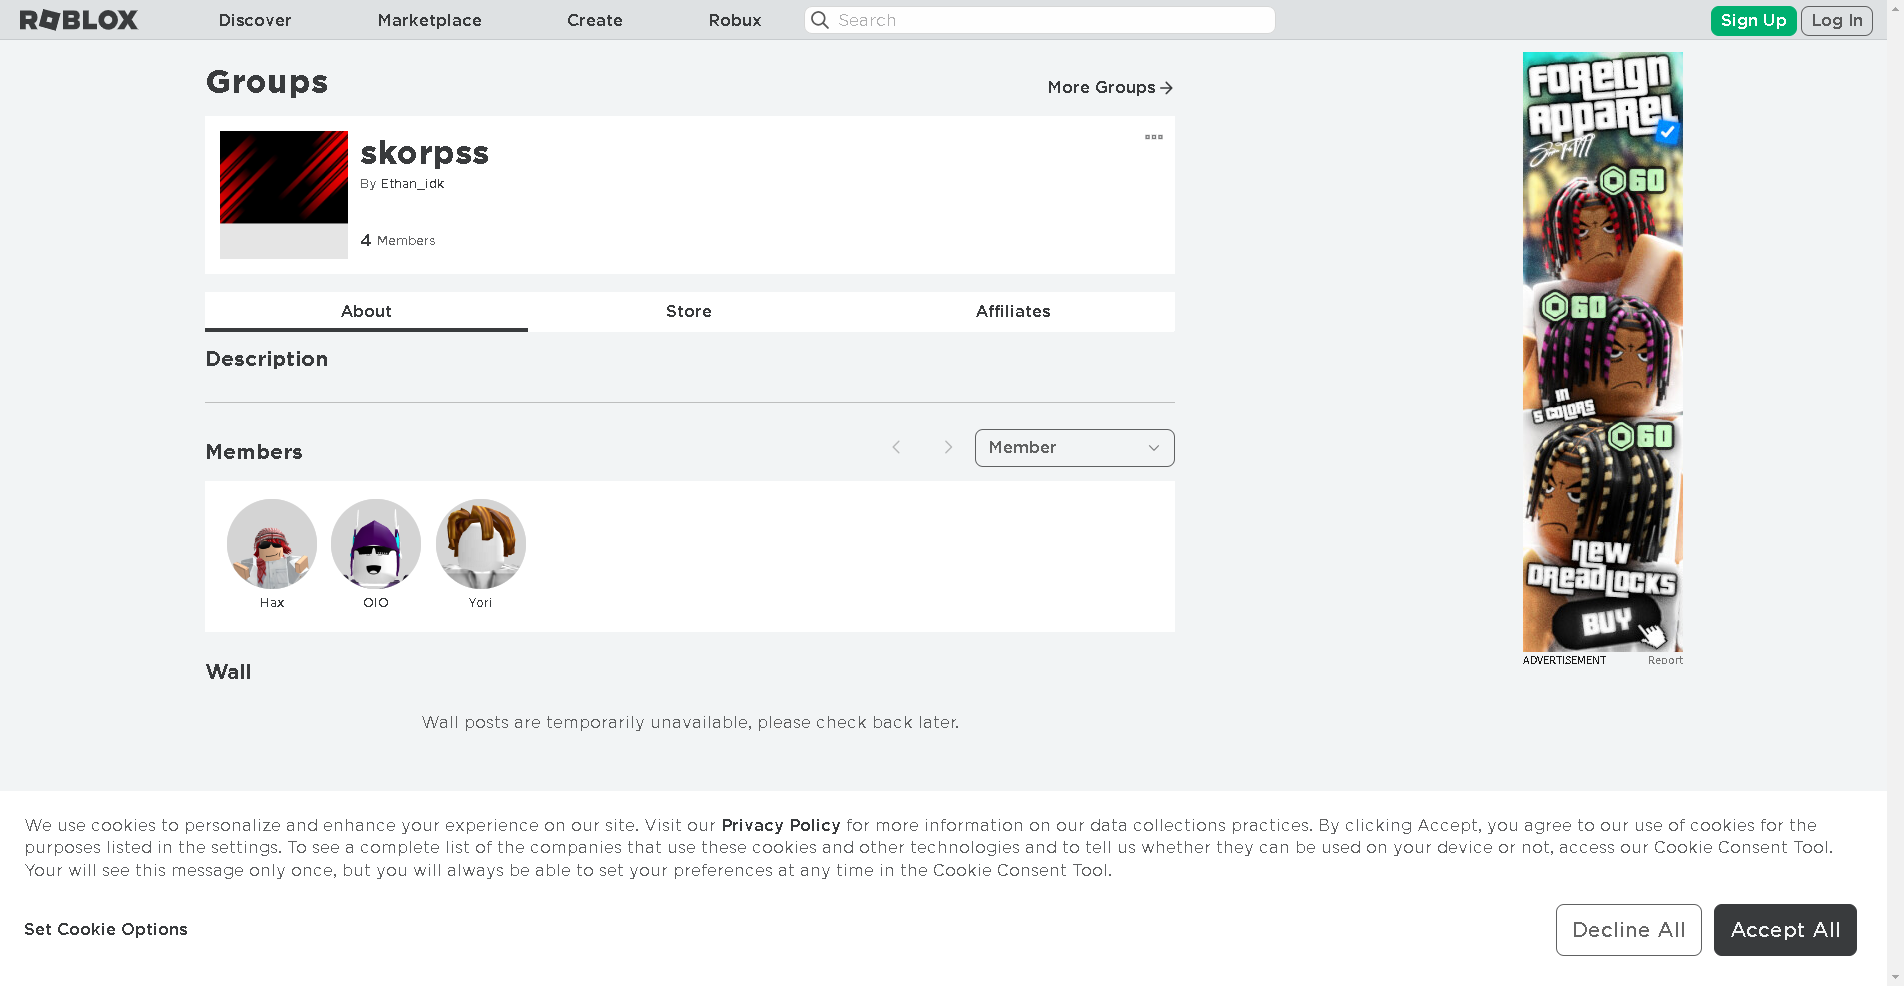 ROBLOX
Discover
Marketplace
Create
Robux
Search
Sign Up
Log In
Groups
More Groups
skorpss
By Ethan_idk
4 Members
About
Store
Affiliates
Description
Members
Member
Hax
OIO
Yori
Wall
Wall posts are temporarily unavailable, please check back later.
FOREIGN
APPAREL
60
60
IN
5 COLORS
60
NEW
DREADLOCKS
BUY
ADVERTISEMENT
Report
We use cookies to personalize and enhance your experience on our site. Visit our Privacy Policy for more information on our data collections practices. By clicking Accept, you agree to our use of cookies for the
purposes listed in the settings. To see a complete list of the companies that use these cookies and other technologies and to tell us whether they can be used on your device or not, access our Cookie Consent Tool.
Your will see this message only once, but you will always be able to set your preferences at any time in the Cookie Consent Tool.
Set Cookie Options
Decline All
Accept All